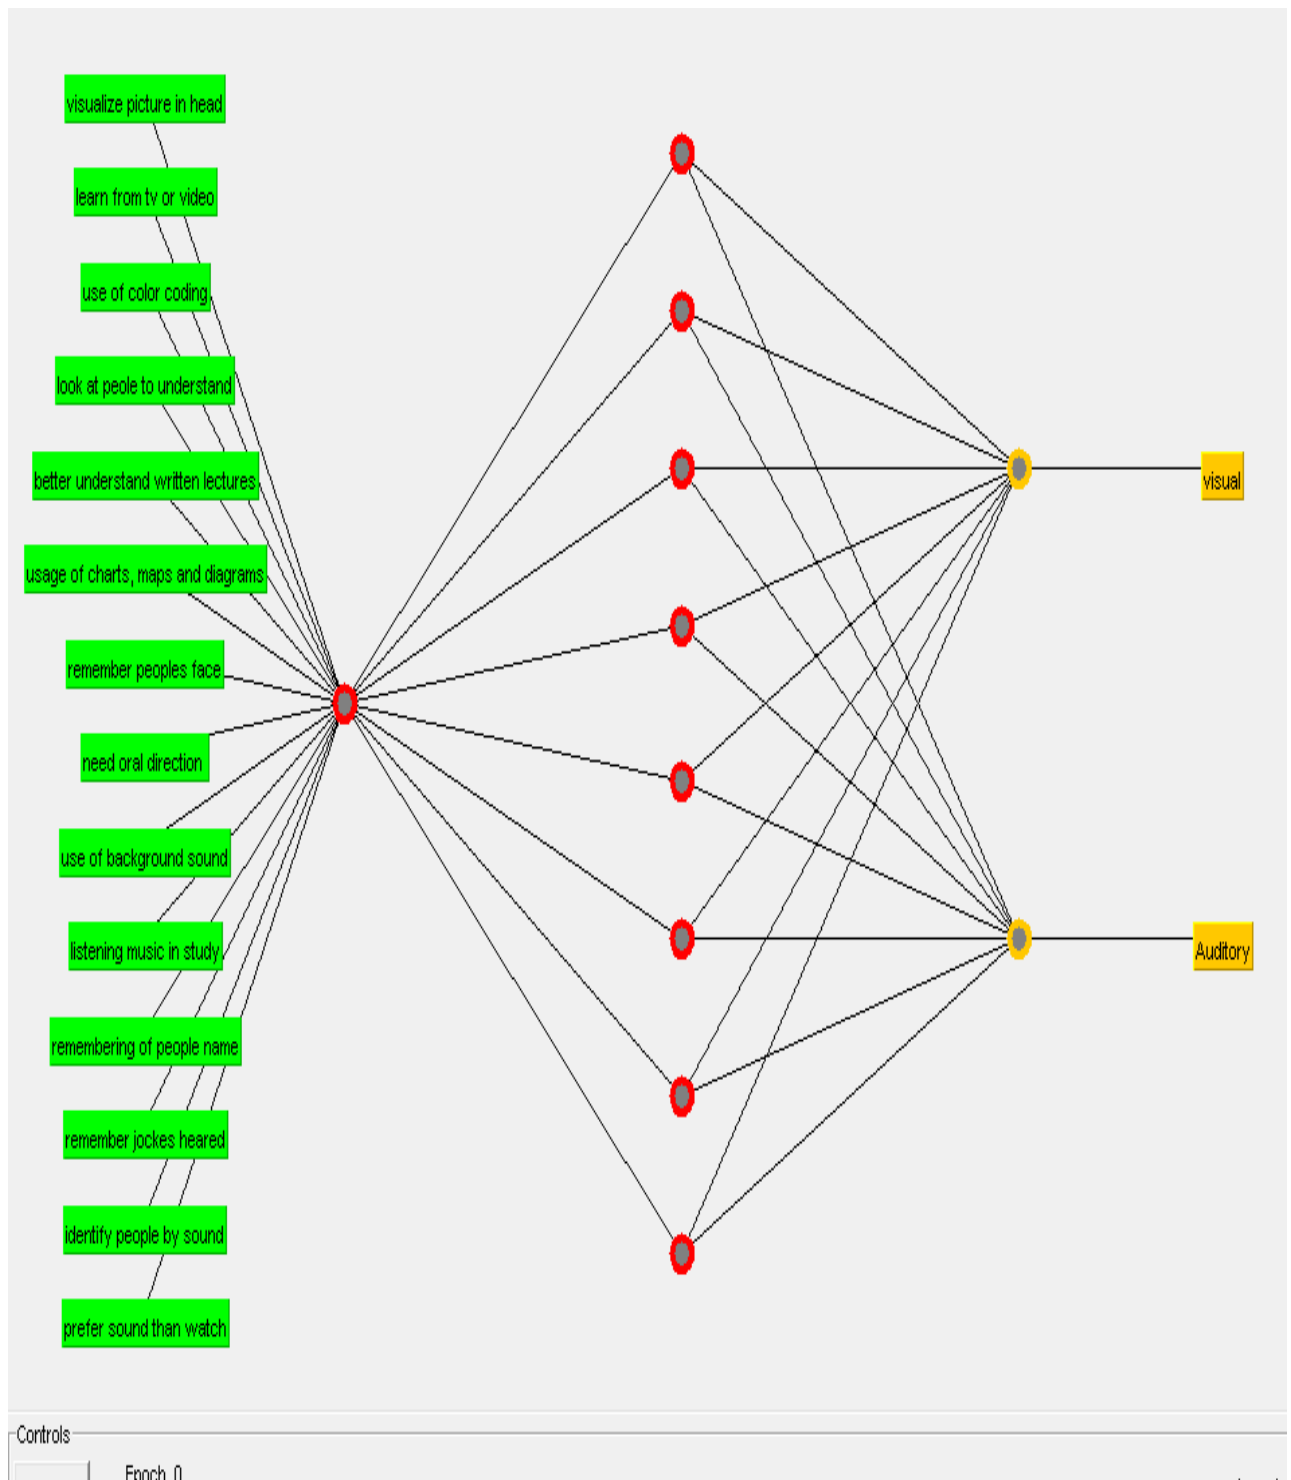 visualize picture in head
learn from tv or video
use of color coding
look at peole to understand
better understand written lectures
usage of charts, maps and diagrams
remember peoples face
need oral direction
use of background sound
listening music in study
remembering of people name
remember jockes heared
identify people by sound
prefer sound than watch
visual
Auditory
Controls
Epoch 0